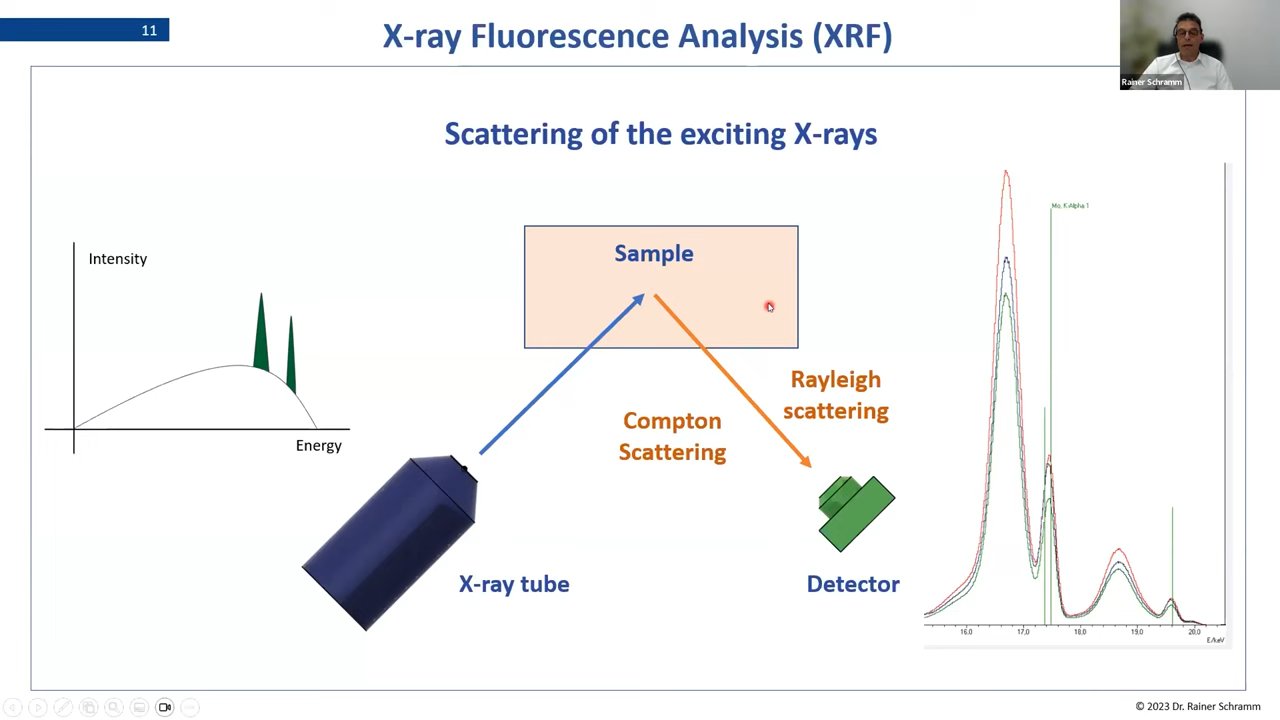 11
X-ray Fluorescence Analysis (XRF)
Rainer Schramm
Scattering of the exciting X-rays
Intensity
Energy
Sample
Compton
Scattering
Rayleigh
scattering
X-ray tube
Detector
Mo, K-Alpha 1
16,0 17,0 18,0 19,0 20,0
E/keV
© 2023 Dr. Rainer Schramm